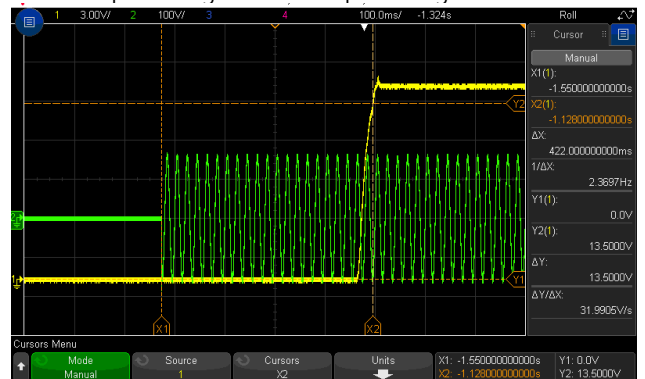 1 3.00V/ 2 100V/ 3 4 100.0ms/ -1.324s Roll
Cursor
Manual
X1(1):
-1.550000000000s
X2(1):
-1.128000000000s
ΔX:
422.000000000ms
1/ΔX:
2.3697Hz
Y1(1):
0.0V
Y2(1):
13.5000V
ΔY:
13.5000V
ΔY/ΔX:
31.9905V/s
Y2
2
1
Y1
X1 X2
Cursors Menu
Mode Source Cursors Units X1: -1.550000000000s Y1: 0.0V
Manual 1 X2 X2: -1.128000000000s Y2: 13.5000V